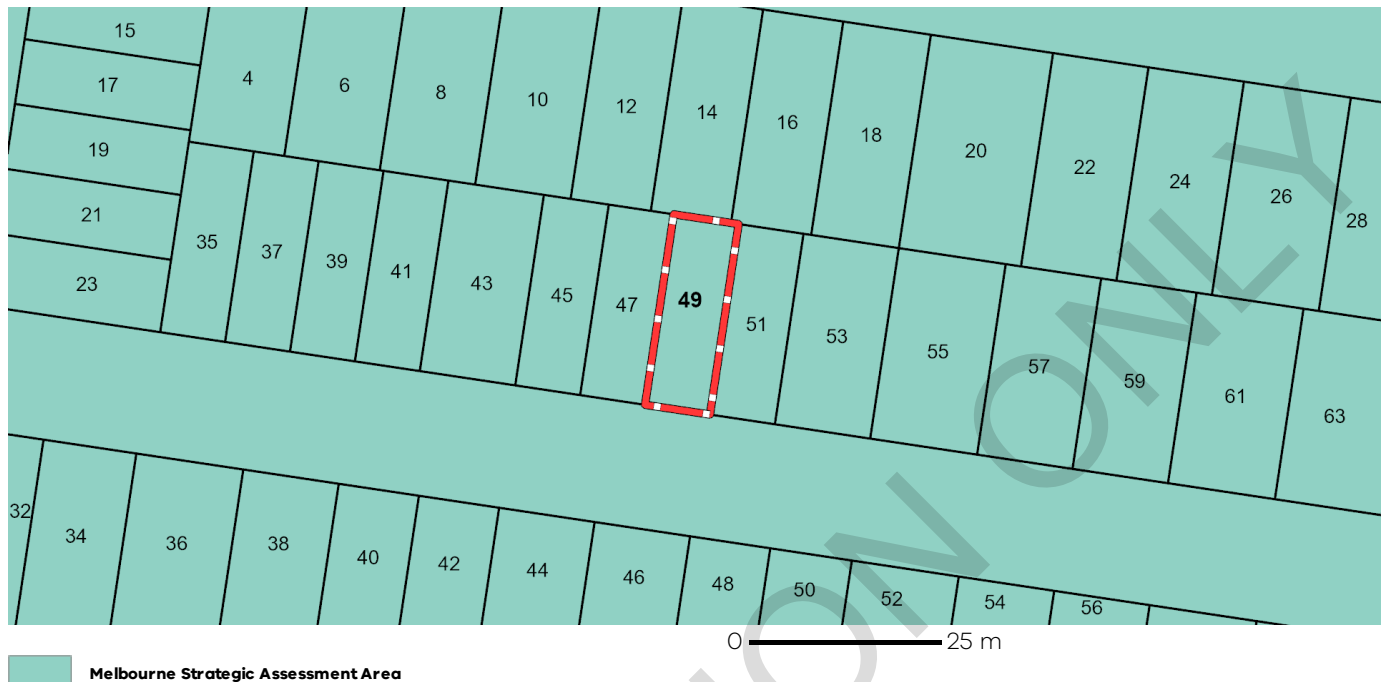 15
17
19
21
23
4 6 8 10 12 14 16 18 20 22 24 26 28
35 37 39 41 43 45 47 49 51 53 55 57 59 61 63
32 34 36 38 40 42 44 46 48 50 52 54 56
ION ONLY
0 25 m
Melbourne Strategic Assessment Area